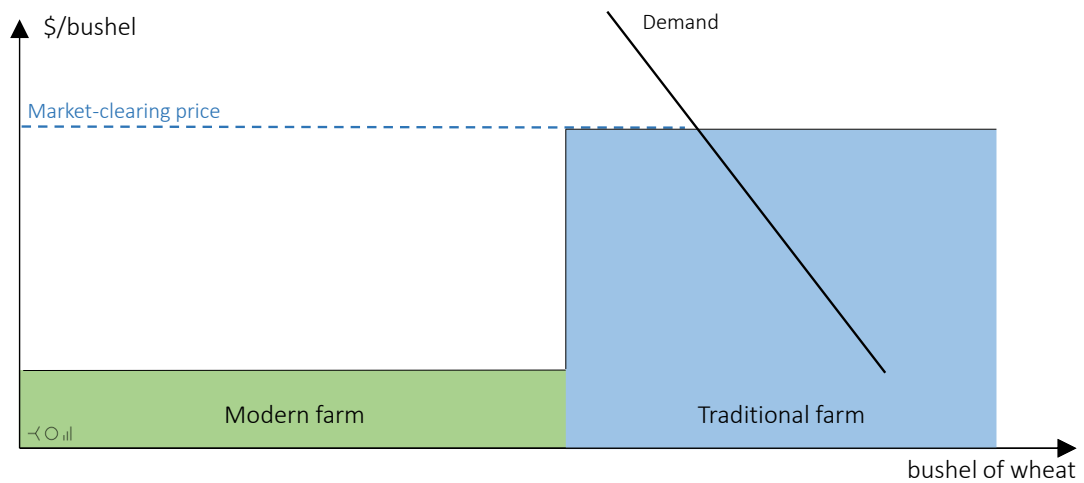 $/bushel
Demand
Market-clearing price
Modern farm
Traditional farm
bushel of wheat